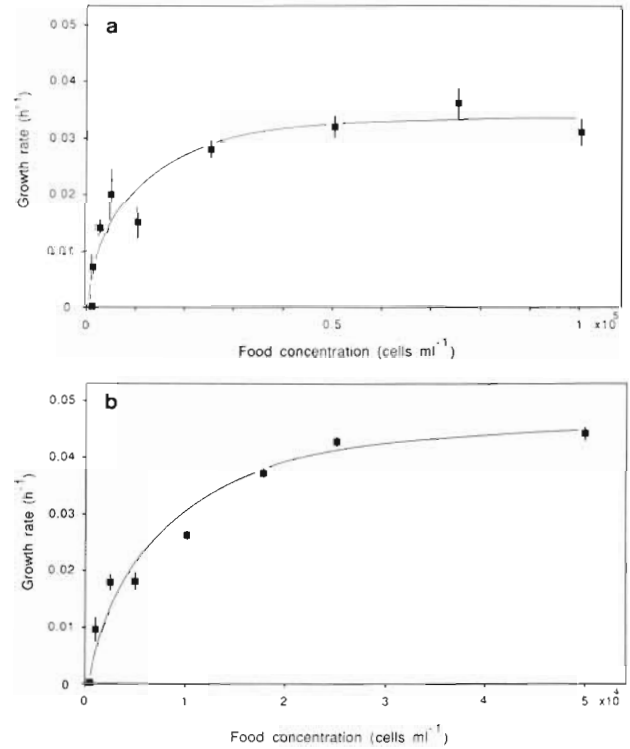 a
0.05
0.04
0.03
0.02
0
0
0.5
1 x10⁵
Growth rate (h⁻¹)
Food concentration (cells ml⁻¹)
b
0.05
0.04
0.03
0.02
0.01
0
0
1
2
3
4
5 x10⁴
Growth rate (h⁻¹)
Food concentration (cells ml⁻¹)